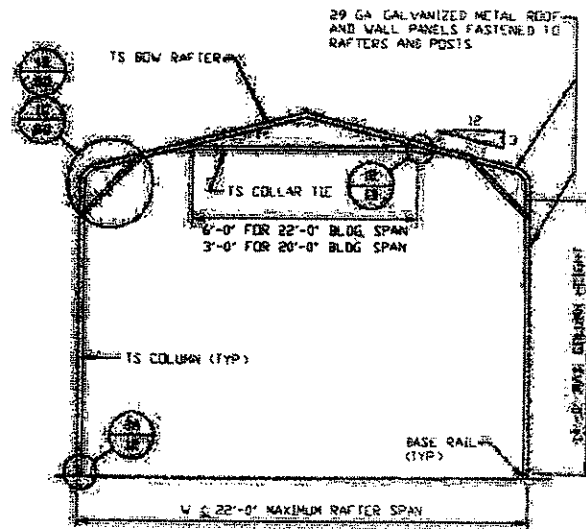 29 GA GALVANIZED METAL ROOF
AND WALL PANELS FASTENED TO
RAFTERS AND POSTS
TS BOW RAFTER
12
3
TS COLLAR TIE
6'-0" FOR 22'-0" BLDG SPAN
3'-0" FOR 20'-0" BLDG SPAN
COLUMN HEIGHT
TS COLUMN (TYP)
BASE RAIL
(TYP)
22'-0" MAXIMUM RAFTER SPAN